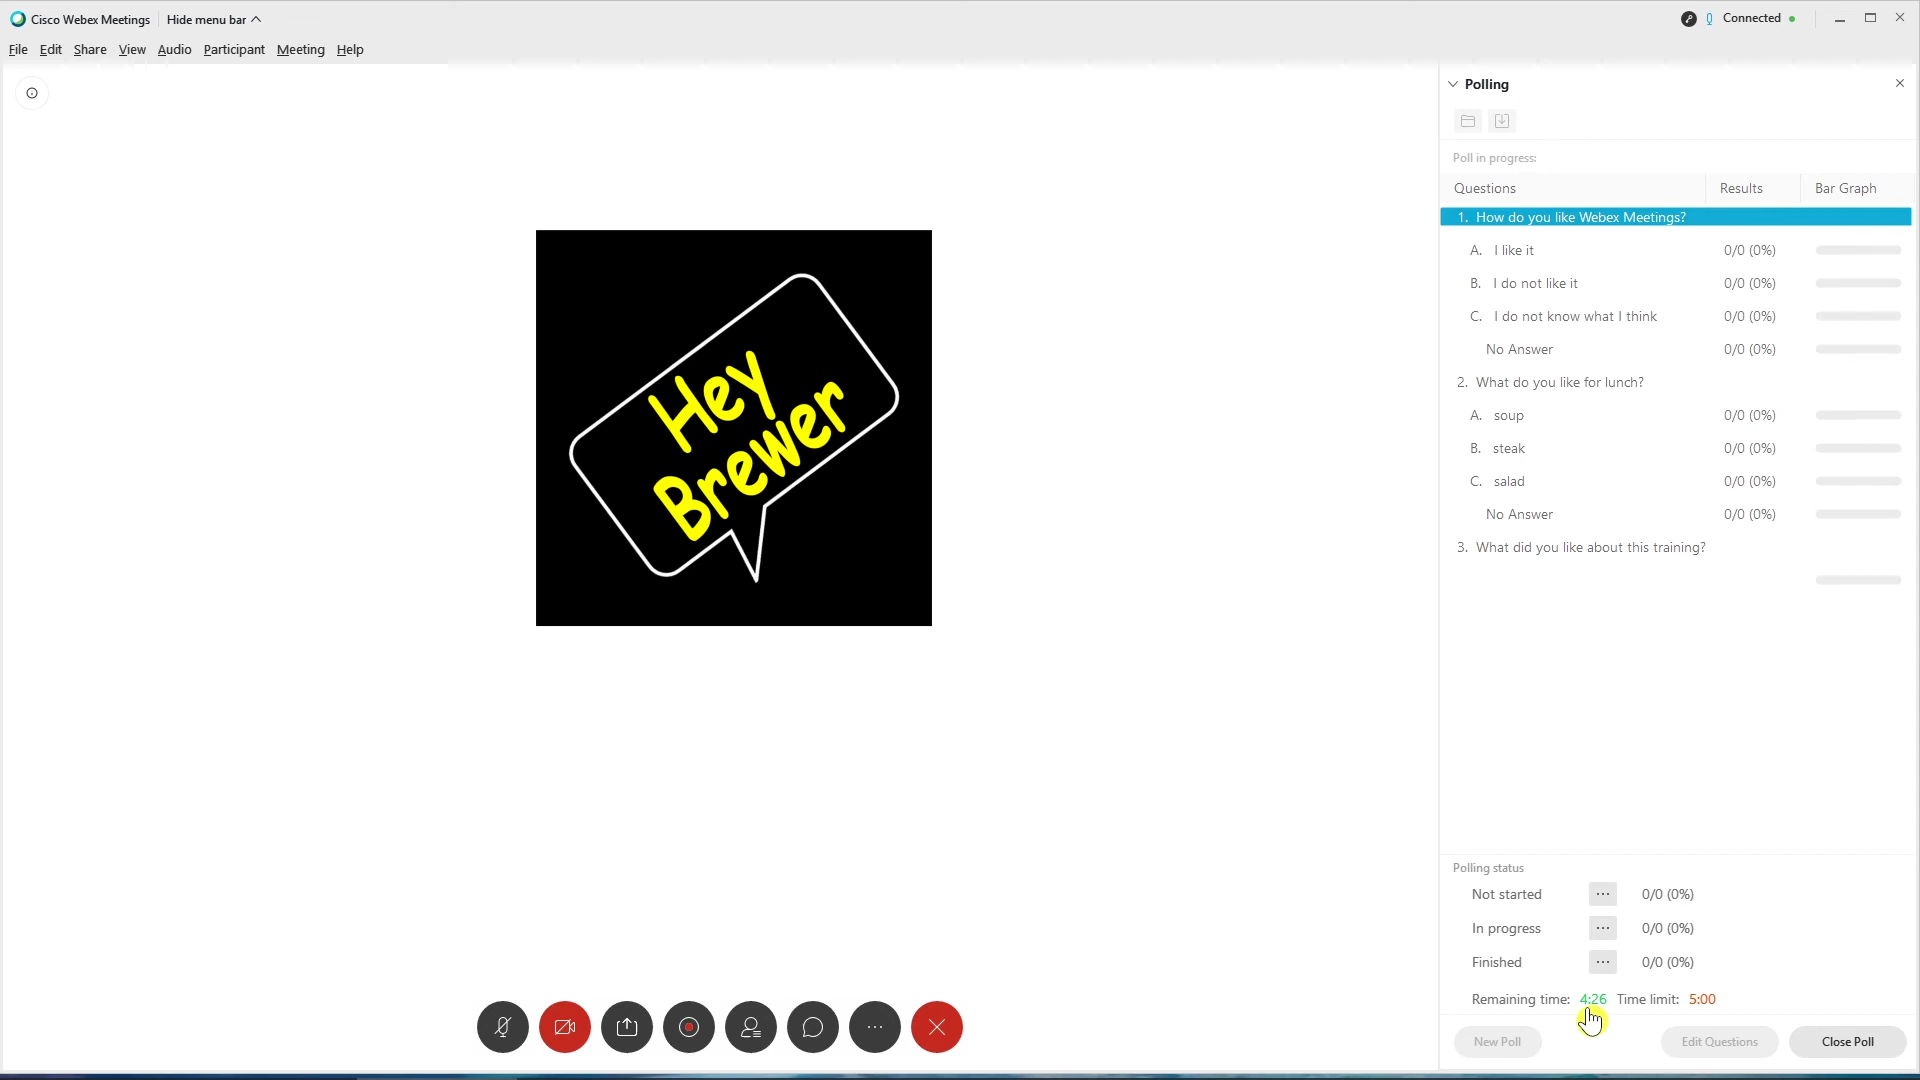 Cisco Webex Meetings Hide menu bar Connected
File Edit Share View Audio Participant Meeting Help
Hey
Brewer
Polling
Poll in progress:
Questions Results Bar Graph
1. How do you like Webex Meetings?
A. I like it 0/0 (0%)
B. I do not like it 0/0 (0%)
C. I do not know what I think 0/0 (0%)
No Answer 0/0 (0%)
2. What do you like for lunch?
A. soup 0/0 (0%)
B. steak 0/0 (0%)
C. salad 0/0 (0%)
No Answer 0/0 (0%)
3. What did you like about this training?
Polling status
Not started ... 0/0 (0%)
In progress ... 0/0 (0%)
Finished ... 0/0 (0%)
Remaining time: 4:26 Time limit: 5:00
New Poll Edit Questions Close Poll